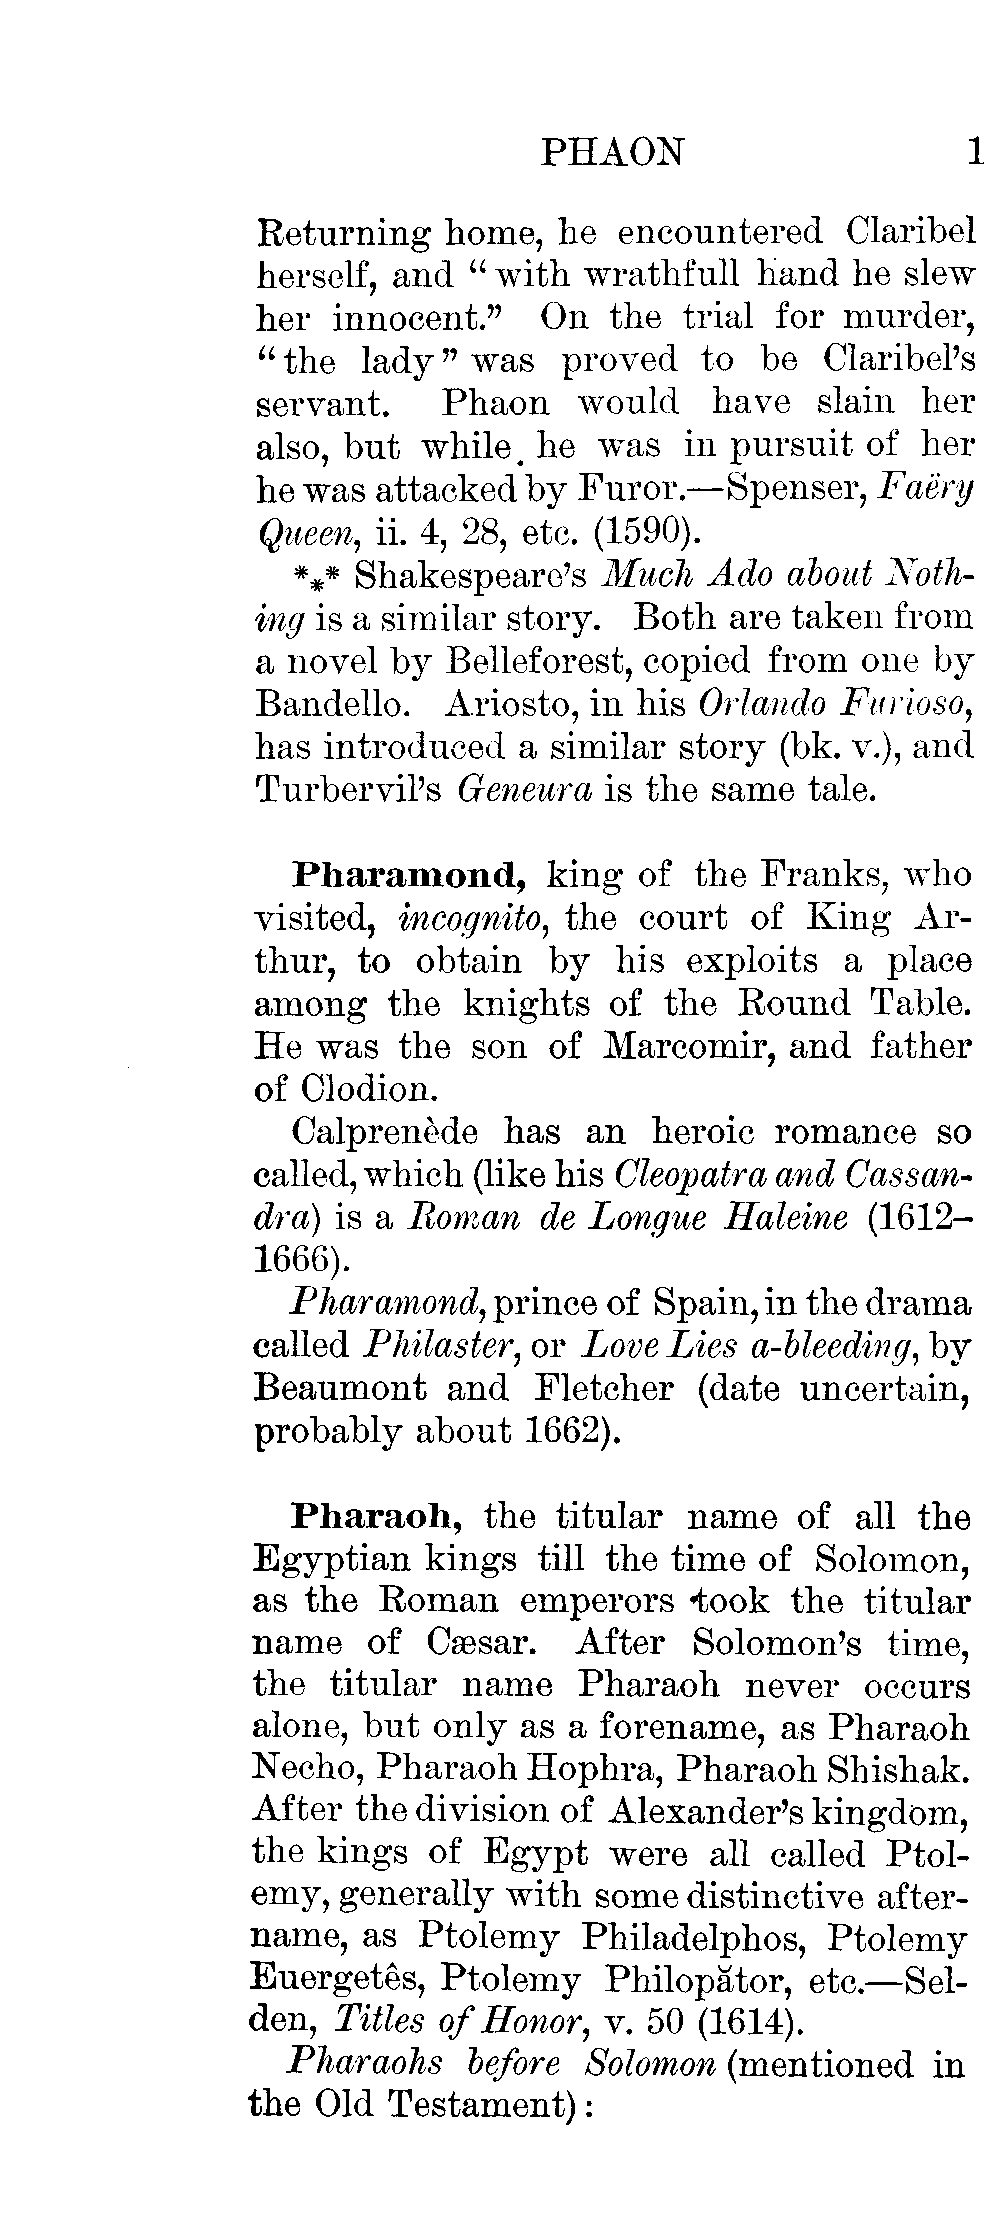 PHAON 1
Returning home, he encountered Claribel
herself, and “with wrathfull hand he slew
her innocent.” On the trial for murder,
“the lady” was proved to be Claribel's
servant. Phaon would have slain her
also, but while he was in pursuit of her
he was attacked by Furor.—Spenser, Faëry
Queen, ii. 4, 28, etc. (1590).
*⁎* Shakespeare's Much Ado about Noth-
ing is a similar story. Both are taken from
a novel by Belleforest, copied from one by
Bandello. Ariosto, in his Orlando Furioso,
has introduced a similar story (bk. v.), and
Turbervil's Geneura is the same tale.
Pharamond, king of the Franks, who
visited, incognito, the court of King Ar-
thur, to obtain by his exploits a place
among the knights of the Round Table.
He was the son of Marcomir, and father
of Clodion.
Calprenède has an heroic romance so
called, which (like his Cleopatra and Cassan-
dra) is a Roman de Longue Haleine (1612–
1666).
Pharamond, prince of Spain, in the drama
called Philaster, or Love Lies a-bleeding, by
Beaumont and Fletcher (date uncertain,
probably about 1662).
Pharaoh, the titular name of all the
Egyptian kings till the time of Solomon,
as the Roman emperors took the titular
name of Cæsar. After Solomon's time,
the titular name Pharaoh never occurs
alone, but only as a forename, as Pharaoh
Necho, Pharaoh Hophra, Pharaoh Shishak.
After the division of Alexander's kingdom,
the kings of Egypt were all called Ptol-
emy, generally with some distinctive after-
name, as Ptolemy Philadelphos, Ptolemy
Euergetês, Ptolemy Philopător, etc.—Sel-
den, Titles of Honor, v. 50 (1614).
Pharaohs before Solomon (mentioned in
the Old Testament):